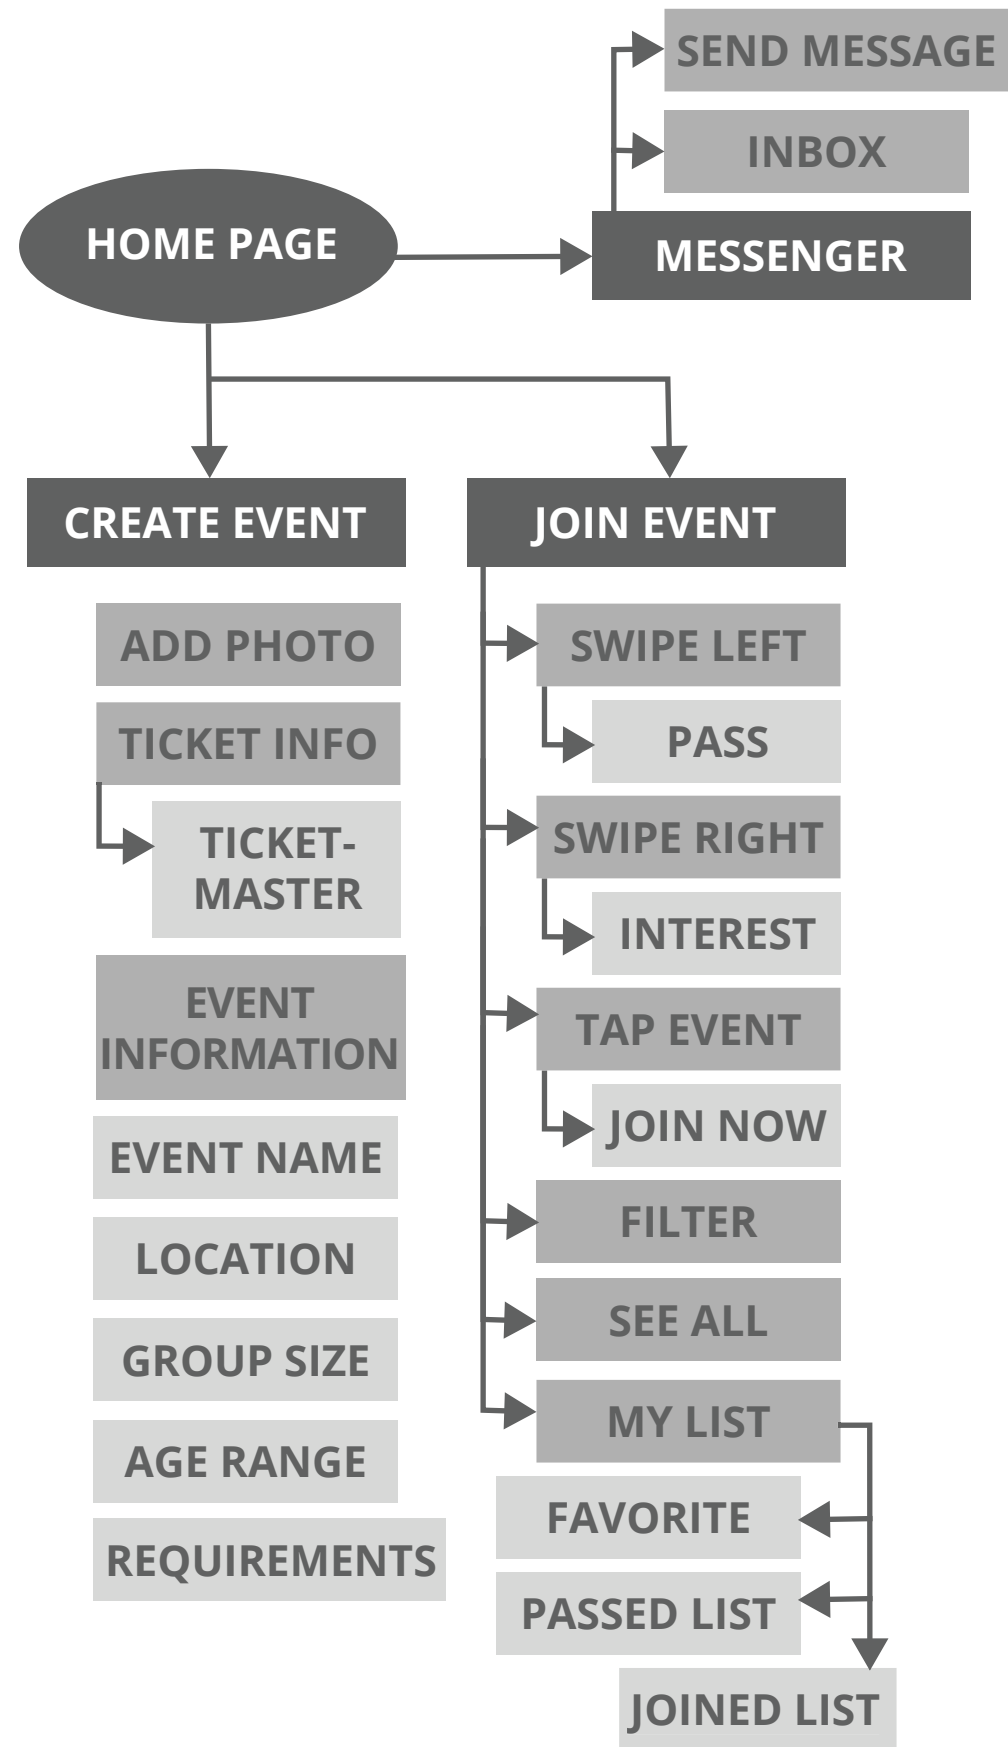 SEND MESSAGE
INBOX
HOME PAGE
MESSENGER
CREATE EVENT
ADD PHOTO
TICKET INFO
TICKET-
MASTER
EVENT
INFORMATION
EVENT NAME
LOCATION
GROUP SIZE
AGE RANGE
REQUIREMENTS
JOIN EVENT
SWIPE LEFT
PASS
SWIPE RIGHT
INTEREST
TAP EVENT
JOIN NOW
FILTER
SEE ALL
MY LIST
FAVORITE
PASSED LIST
JOINED LIST